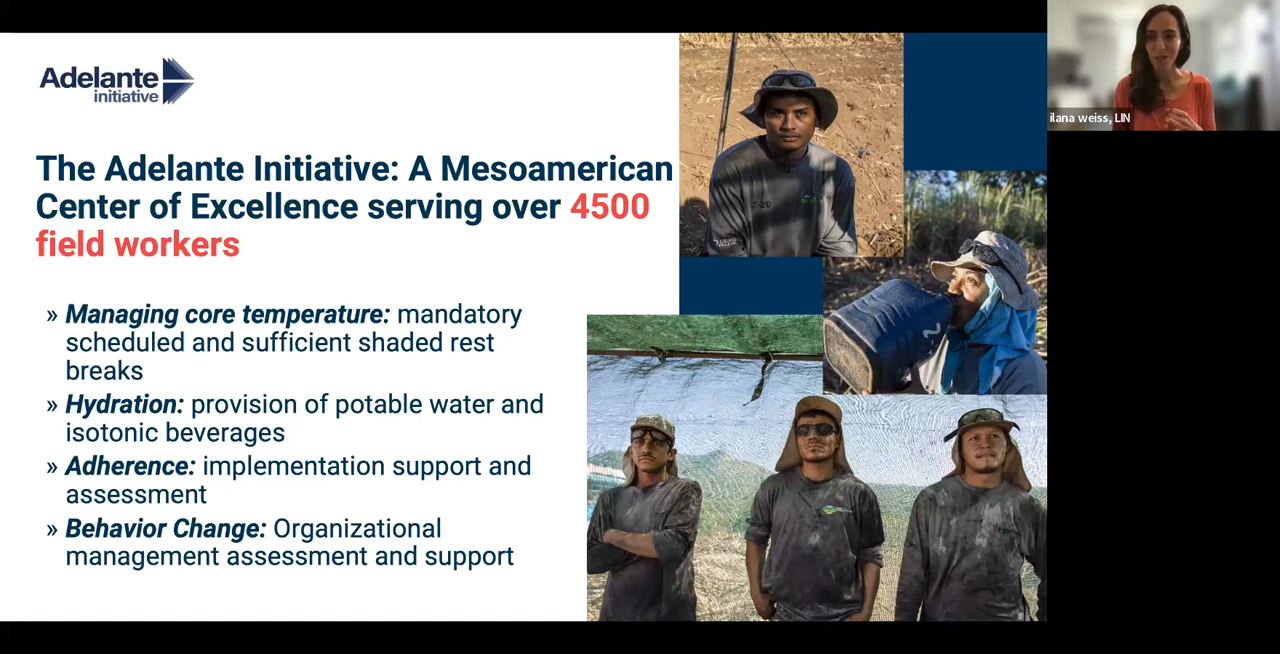 Adelante
initiative
The Adelante Initiative: A Mesoamerican
Center of Excellence serving over 4500
field workers
» Managing core temperature: mandatory
scheduled and sufficient shaded rest
breaks
» Hydration: provision of potable water and
isotonic beverages
» Adherence: implementation support and
assessment
» Behavior Change: Organizational
management assessment and support
Z-20
ilana weiss, LIN